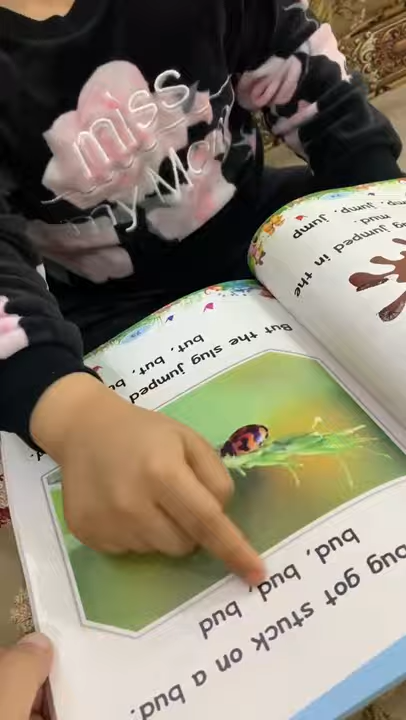 miss
my Mom
got stuck on a bud.
bud, bud, bud
But the slug jumped
but, but,
jumped in the
mud.
jump, jump